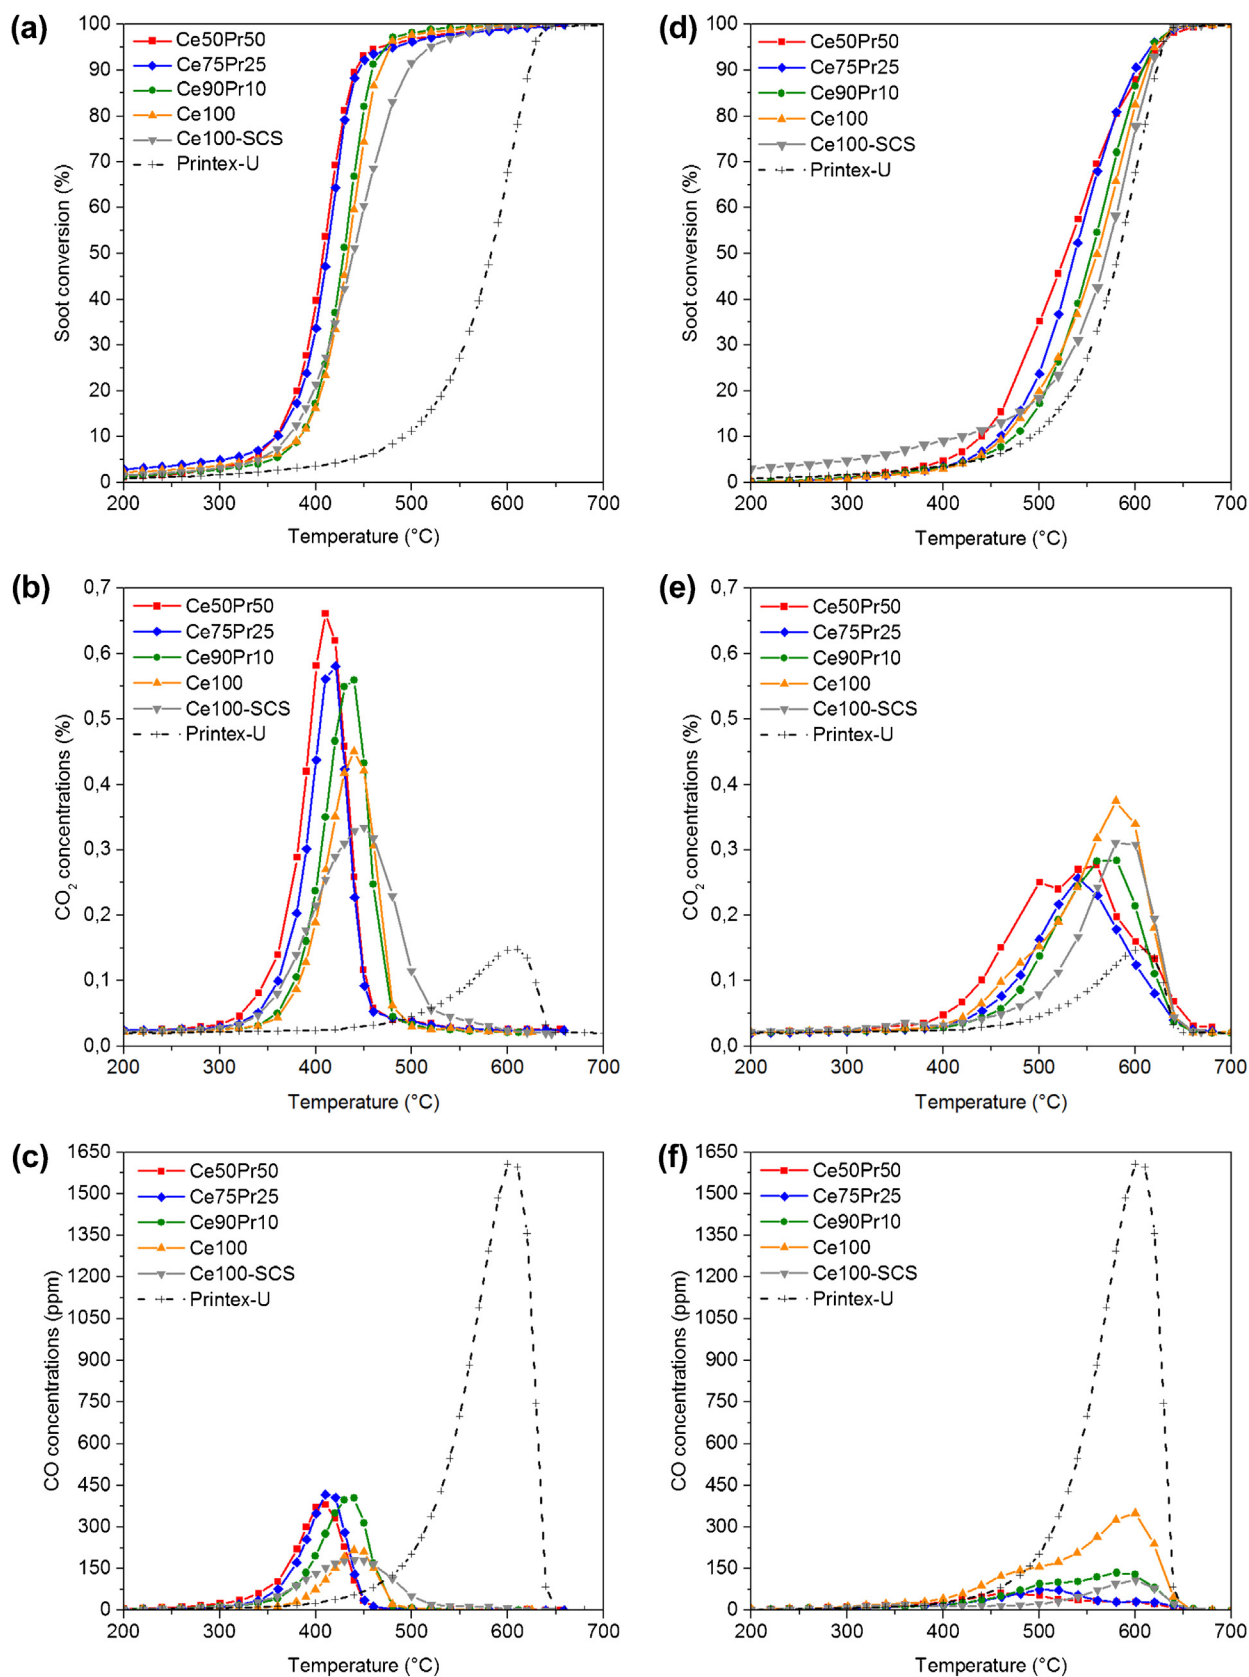 (a)
100
90
80
70
60
50
40
30
20
10
0
Soot conversion (%)
Ce50Pr50
Ce75Pr25
Ce90Pr10
Ce100
Ce100-SCS
Printex-U
200 300 400 500 600 700
Temperature (°C)
(d)
100
90
80
70
60
50
40
30
20
10
0
Soot conversion (%)
Ce50Pr50
Ce75Pr25
Ce90Pr10
Ce100
Ce100-SCS
Printex-U
200 300 400 500 600 700
Temperature (°C)
(b)
0,7
0,6
0,5
0,4
0,3
0,2
0,1
0,0
CO₂ concentrations (%)
Ce50Pr50
Ce75Pr25
Ce90Pr10
Ce100
Ce100-SCS
Printex-U
200 300 400 500 600 700
Temperature (°C)
(e)
0,7
0,6
0,5
0,4
0,3
0,2
0,1
0,0
CO₂ concentrations (%)
Ce50Pr50
Ce75Pr25
Ce90Pr10
Ce100
Ce100-SCS
Printex-U
200 300 400 500 600 700
Temperature (°C)
(c)
1650
1500
1350
1200
1050
900
750
600
450
300
150
0
CO concentrations (ppm)
Ce50Pr50
Ce75Pr25
Ce90Pr10
Ce100
Ce100-SCS
Printex-U
200 300 400 500 600 700
Temperature (°C)
(f)
1650
1500
1350
1200
1050
900
750
600
450
300
150
0
CO concentrations (ppm)
Ce50Pr50
Ce75Pr25
Ce90Pr10
Ce100
Ce100-SCS
Printex-U
200 300 400 500 600 700
Temperature (°C)